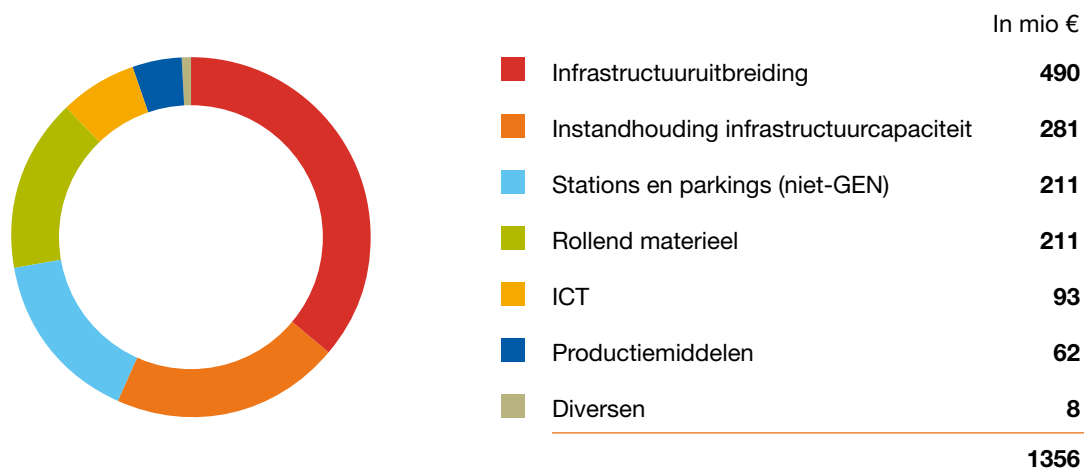 In mio €
Infrastructuuruitbreiding 490
Instandhouding infrastructuurcapaciteit 281
Stations en parkings (niet-GEN) 211
Rollend materieel 211
ICT 93
Productiemiddelen 62
Diversen 8
1356